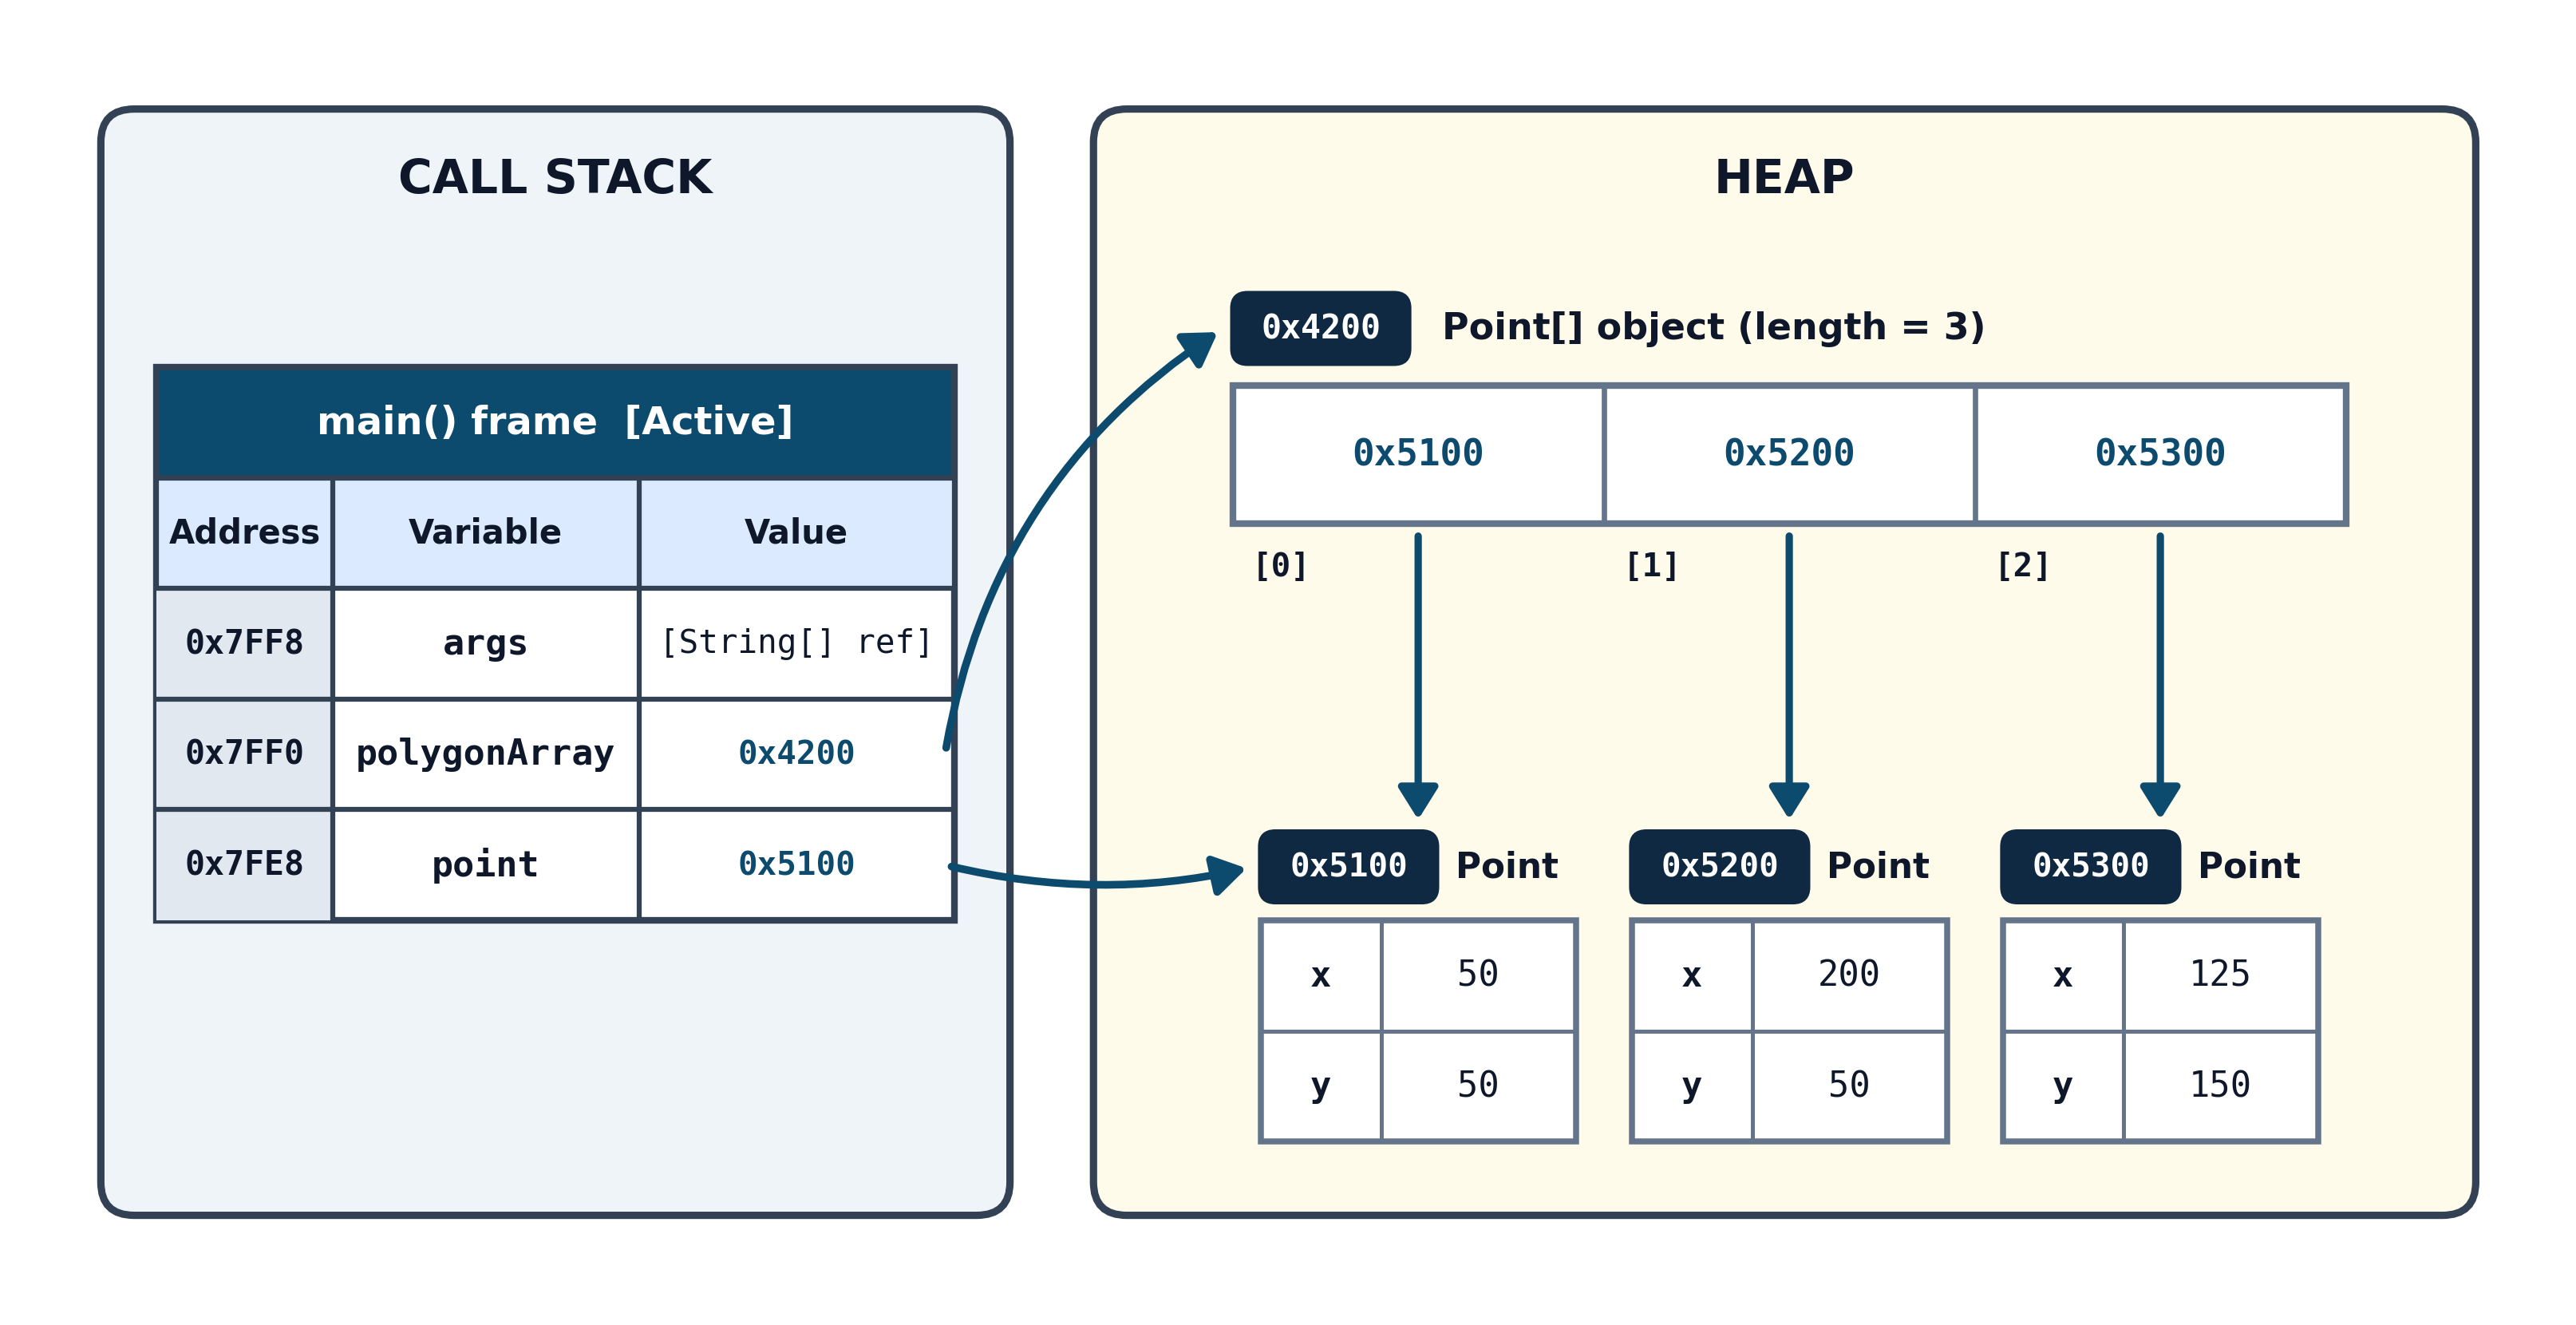 CALL STACK
main() frame [Active]
Address Variable Value
0x7FF8 args [String[] ref]
0x7FF0 polygonArray 0x4200
0x7FE8 point 0x5100
HEAP
0x4200 Point[] object (length = 3)
0x5100 0x5200 0x5300
[0] [1] [2]
0x5100 Point
x 50
y 50
0x5200 Point
x 200
y 50
0x5300 Point
x 125
y 150